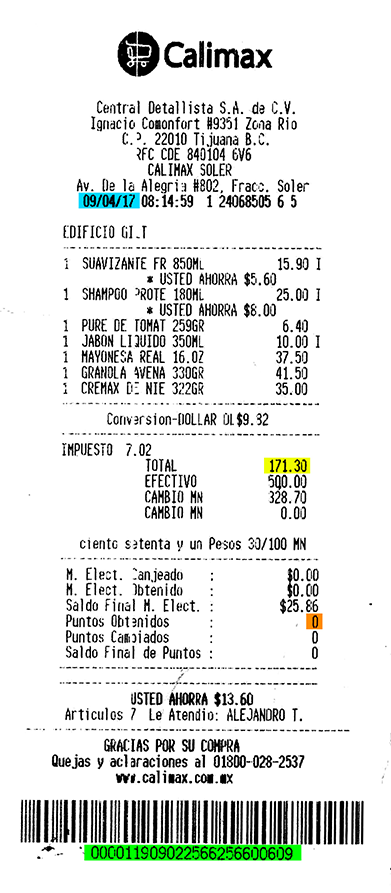 Calimax
Central Detallista S.A. de C.V.
Ignacio Comonfort #9351 Zona Rio
C.P. 22010 Tijuana B.C.
RFC CDE 840104 6V6
CALIMAX SOLER
Av. De la Alegria #802, Fracc. Soler
09/04/17 08:14:59 1 24068505 6 5
EDIFICIO GI.T
1 SUAVIZANTE FR 850ML 15.90 I
* USTED AHORRA $5.60
1 SHAMPOO PROTE 180ML 25.00 I
* USTED AHORRA $8.00
1 PURE DE TOMAT 259GR 6.40
1 JABON LIQUIDO 350ML 10.00 I
1 MAYONESA REAL 16.OZ 37.50
1 GRANOLA AVENA 330GR 41.50
1 CREMAX DE NIE 322GR 35.00
Conversion-DOLLAR DL$9.32
IMPUESTO 7.02
TOTAL 171.30
EFECTIVO 500.00
CAMBIO MN 328.70
CAMBIO MN 0.00
ciento setenta y un Pesos 30/100 MN
M. Elect. Canjeado : $0.00
M. Elect. Obtenido : $0.00
Saldo Final M. Elect. : $25.86
Puntos Obtenidos : 0
Puntos Cambiados : 0
Saldo Final de Puntos : 0
USTED AHORRA $13.60
Articulos 7 Le Atendio: ALEJANDRO T.
GRACIAS POR SU COMPRA
Quejas y aclaraciones al 01800-028-2537
www.calimax.com.mx
000011909022566256600609